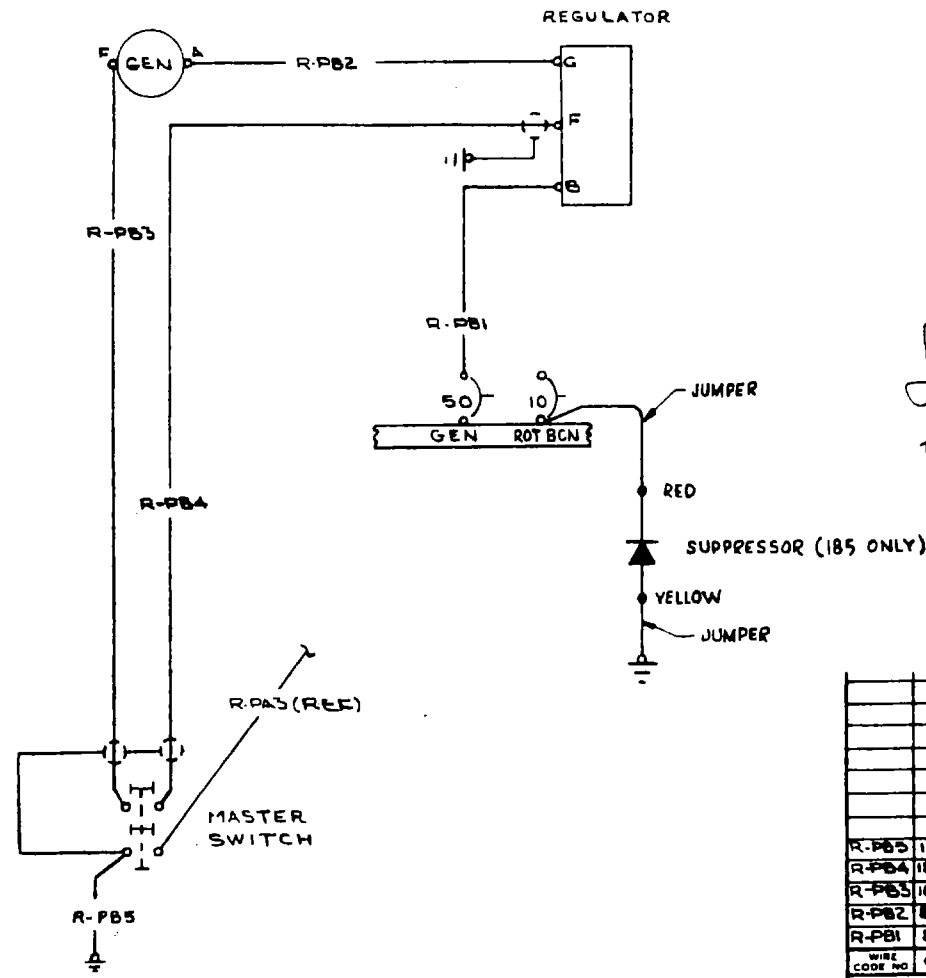 REGULATOR
F GEN A
R-PB2
G
F
B
R-PB3
R-PB1
50
10
GEN
ROT BCN
JUMPER
R-PB4
RED
SUPPRESSOR (185 ONLY)
YELLOW
JUMPER
R-PA3 (REF)
MASTER
SWITCH
R-PB5
R-PB5
R-PB4
R-PB3
R-PB2
R-PB1
WIRE
CODE NO